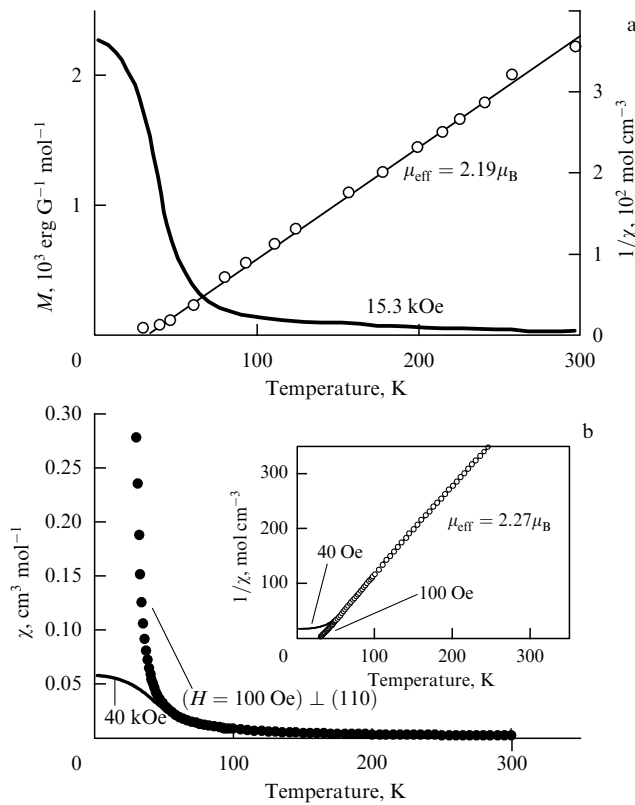 a
2
1
0
M, 10³ erg G⁻¹ mol⁻¹
3
2
1
0
1/χ, 10² mol cm⁻³
μeff = 2.19μB
15.3 kOe
100
200
300
Temperature, K
b
0.30
0.25
0.20
0.15
0.10
0.05
0
χ, cm³ mol⁻¹
(H = 100 Oe) ⊥ (110)
40 kOe
100
200
300
Temperature, K
300
200
100
0
1/χ, mol cm⁻³
μeff = 2.27μB
40 Oe
100 Oe
100
200
300
Temperature, K